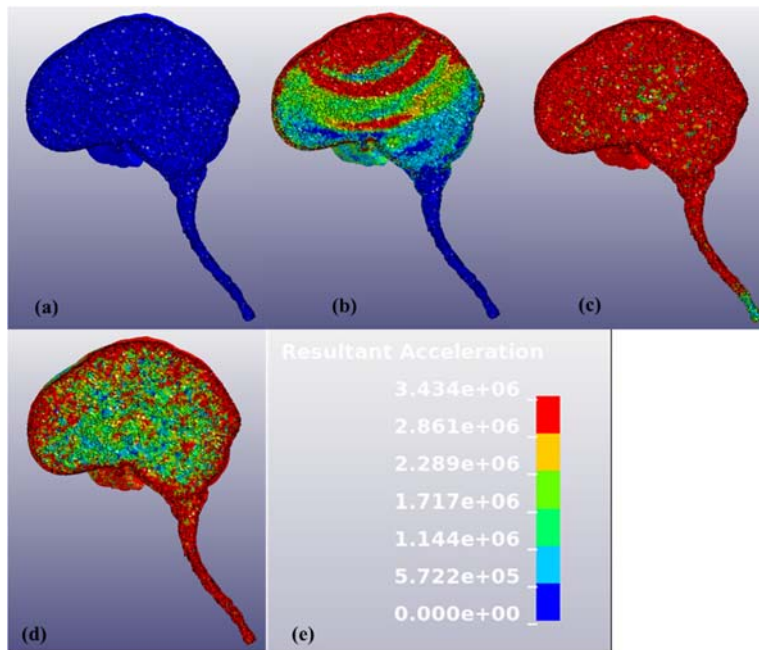 (a)
(b)
(c)
(d)
(e)
Resultant Acceleration
3.434e+06
2.861e+06
2.289e+06
1.717e+06
1.144e+06
5.722e+05
0.000e+00